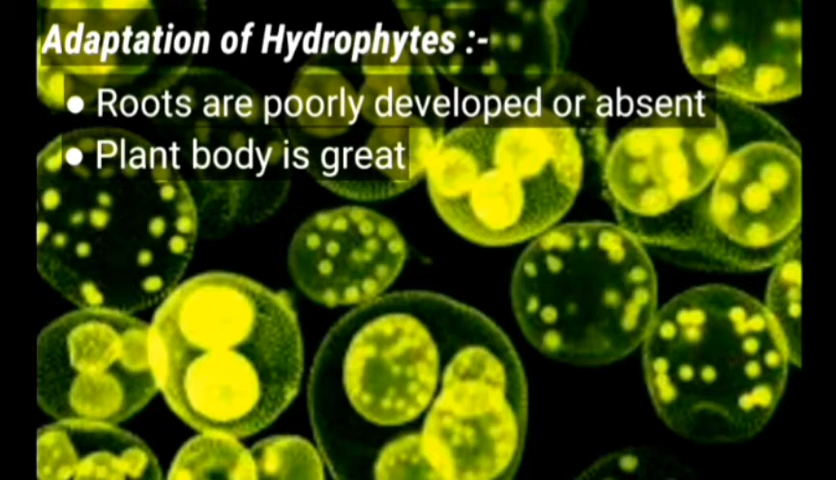 Adaptation of Hydrophytes :-
● Roots are poorly developed or absent
● Plant body is great